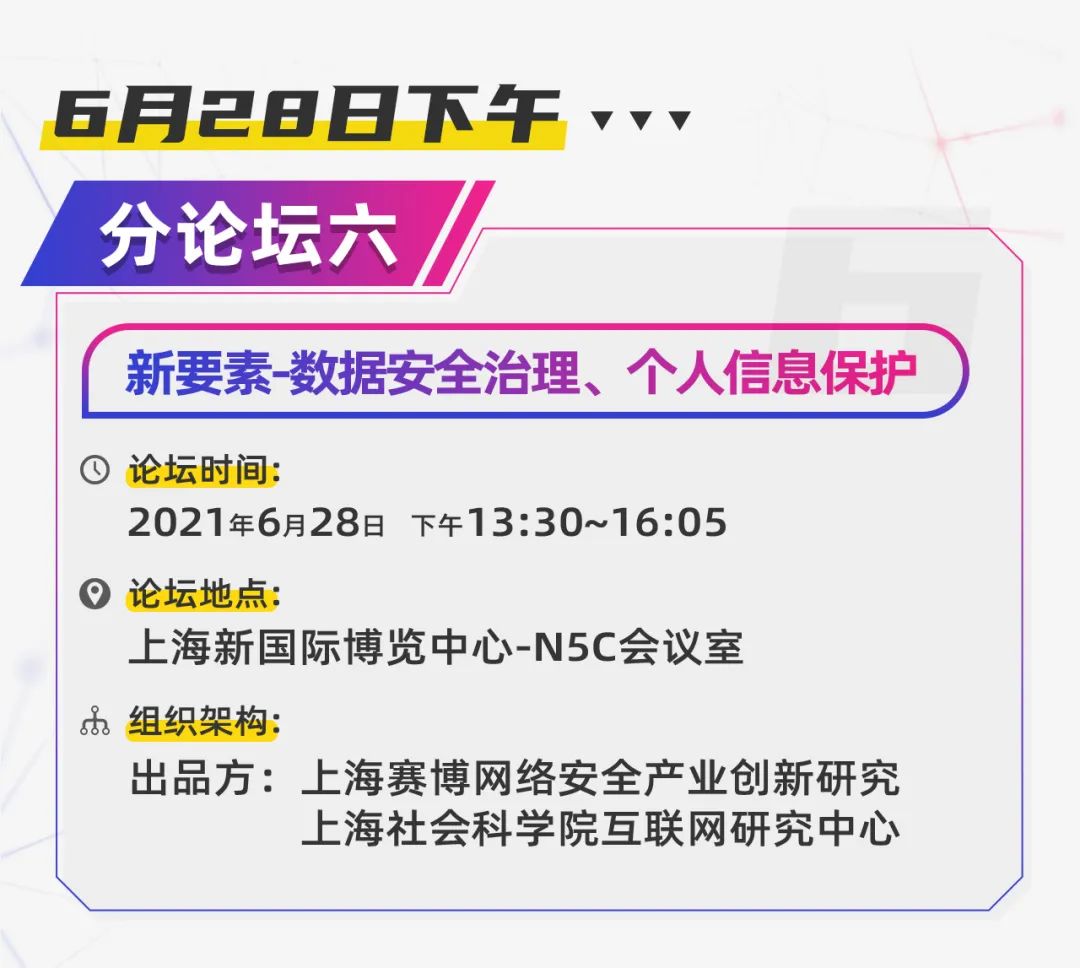 6月28日下午
分论坛六
新要素-数据安全治理、个人信息保护
论坛时间:
2021年6月28日 下午13:30~16:05
论坛地点:
上海新国际博览中心-N5C会议室
组织架构:
出品方：上海赛博网络安全产业创新研究
上海社会科学院互联网研究中心